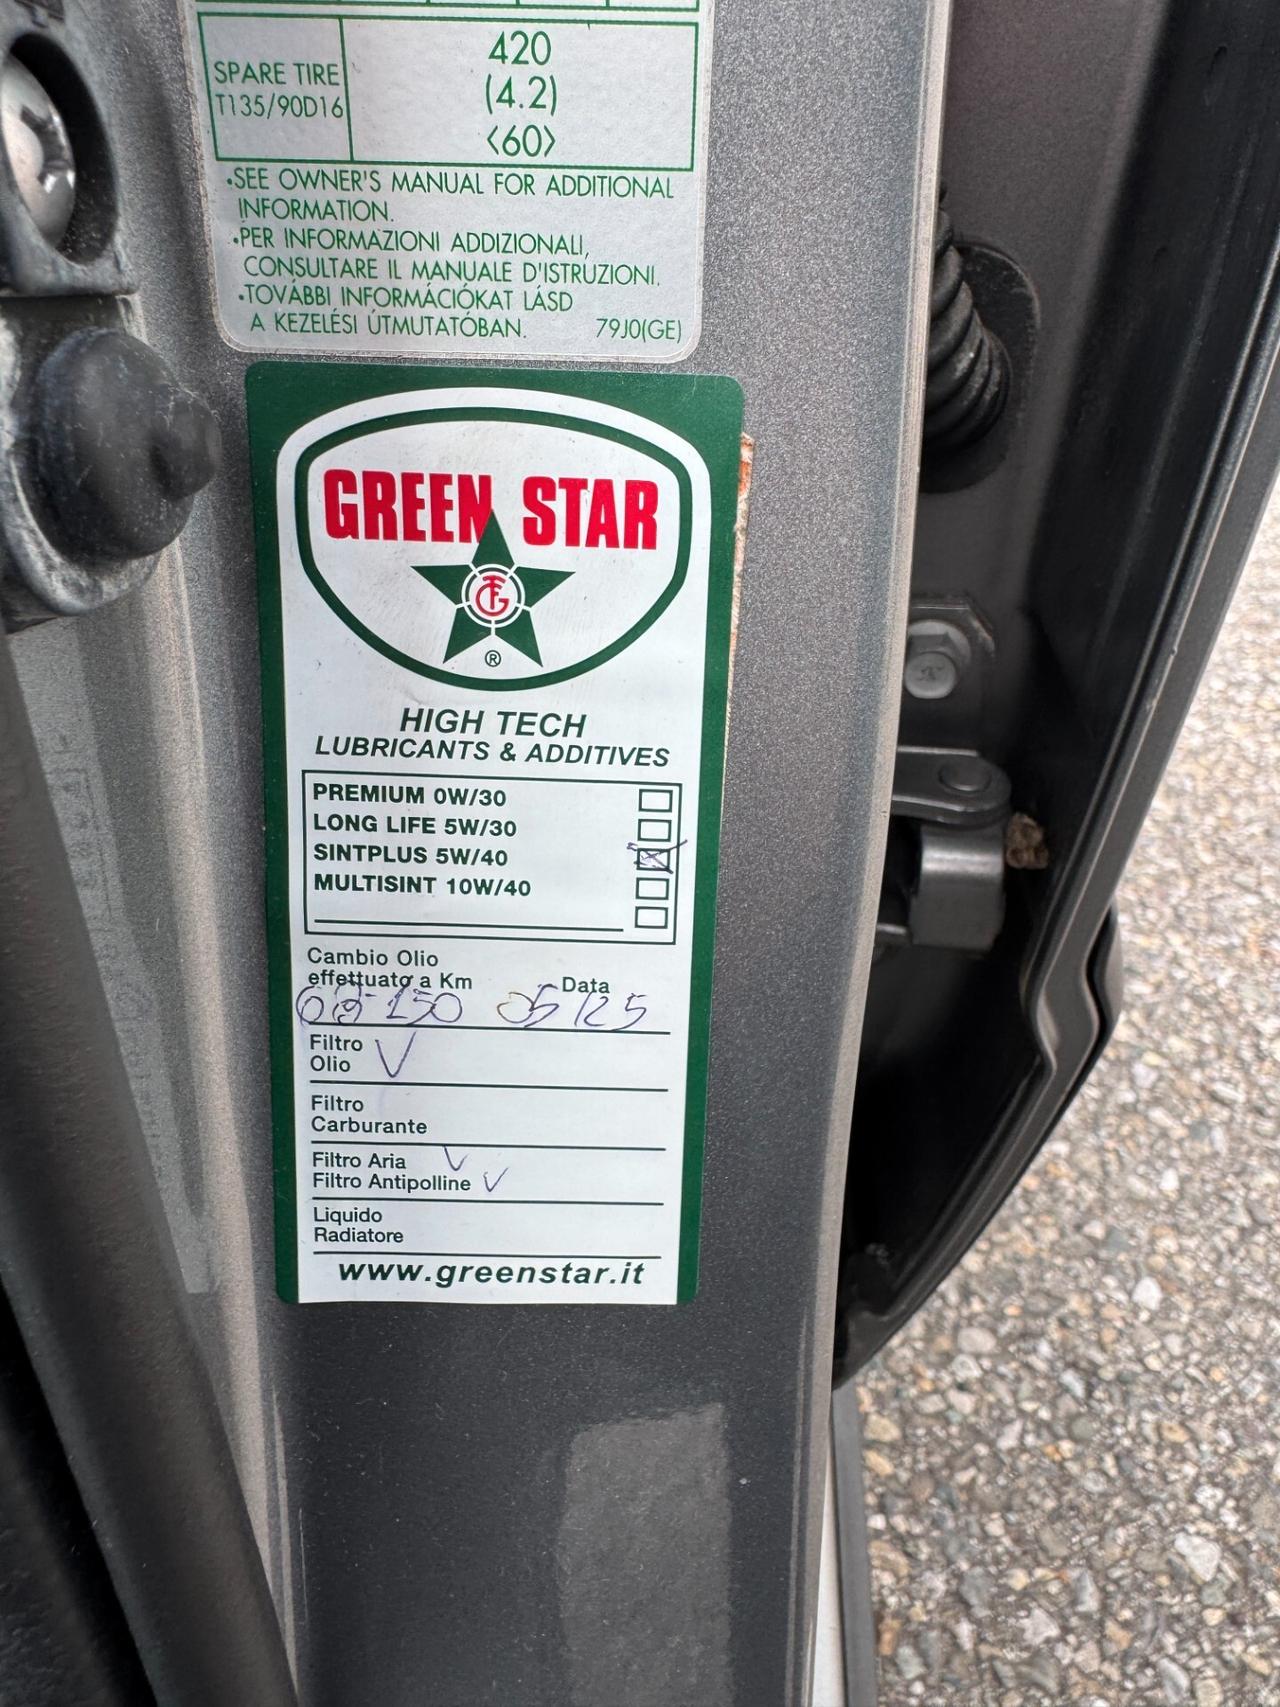 SPARE TIRE
T135/90D16
420
(4.2)
<60>
•SEE OWNER'S MANUAL FOR ADDITIONAL
INFORMATION.
•PER INFORMAZIONI ADDIZIONALI,
CONSULTARE IL MANUALE D'ISTRUZIONI.
•TOVÁBBI INFORMÁCIÓKAT LÁSD
A KEZELÉSI ÚTMUTATÓBAN. 79J0(GE)
GREEN STAR
®
HIGH TECH
LUBRICANTS & ADDITIVES
PREMIUM 0W/30
LONG LIFE 5W/30
SINTPLUS 5W/40
MULTISINT 10W/40
Cambio Olio
effettuato a Km Data
05/25
Filtro
Olio
Filtro
Carburante
Filtro Aria
Filtro Antipolline
Liquido
Radiatore
www.greenstar.it